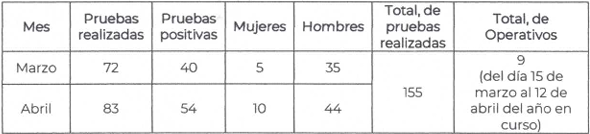 Mes Pruebas realizadas Pruebas positivas Mujeres Hombres Total, de pruebas realizadas Total, de Operativos
Marzo 72 40 5 35 155 9 (del día 15 de marzo al 12 de abril del año en curso)
Abril 83 54 10 44